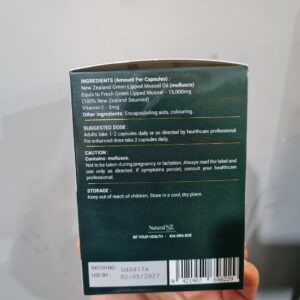 INGREDIENTS (Amount Per Capsules) :
New Zealand Green Lipped Mussel Oil (molluscs)
Equiv to Fresh Green Lipped Mussel - 15,000mg
(100% New Zealand Sourced)
Vitamin E - 5mg
Other ingredients: Encapsulating aids, colouring.
SUGGESTED DOSE :
Adults take 1-2 capsules daily or as directed by healthcare professional.
For enhanced dose take 2 capsules daily.
CAUTION :
Contains: molluscs.
Not to be taken during pregnancy or lactation. Always read the label and
use only as directed. If symptoms persist, consult your healthcare
professional.
STORAGE :
Keep out of reach of children. Store in a cool, dry place.
Natural NZ
BE YOUR HEALTH
BATCH NO:
USE BY : 02/05/2027